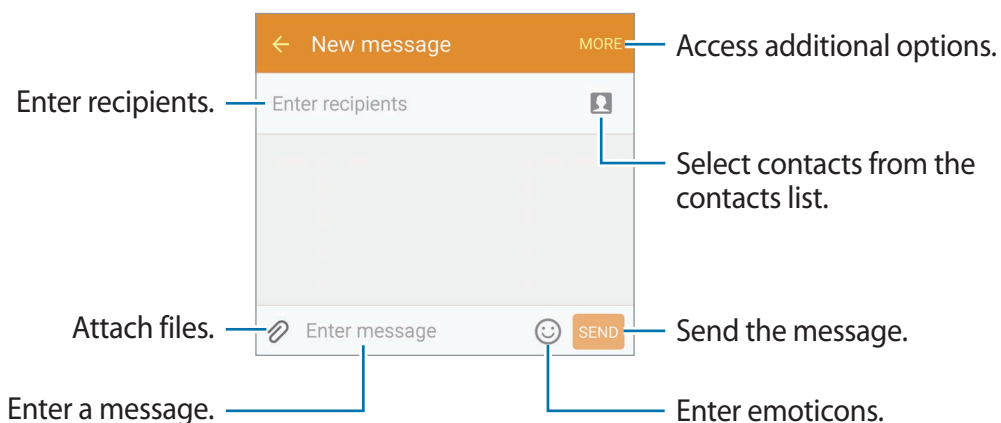 New message
MORE
Access additional options.
Enter recipients.
Enter recipients
Select contacts from the
contacts list.
Attach files.
Enter message
SEND
Send the message.
Enter a message.
Enter emoticons.